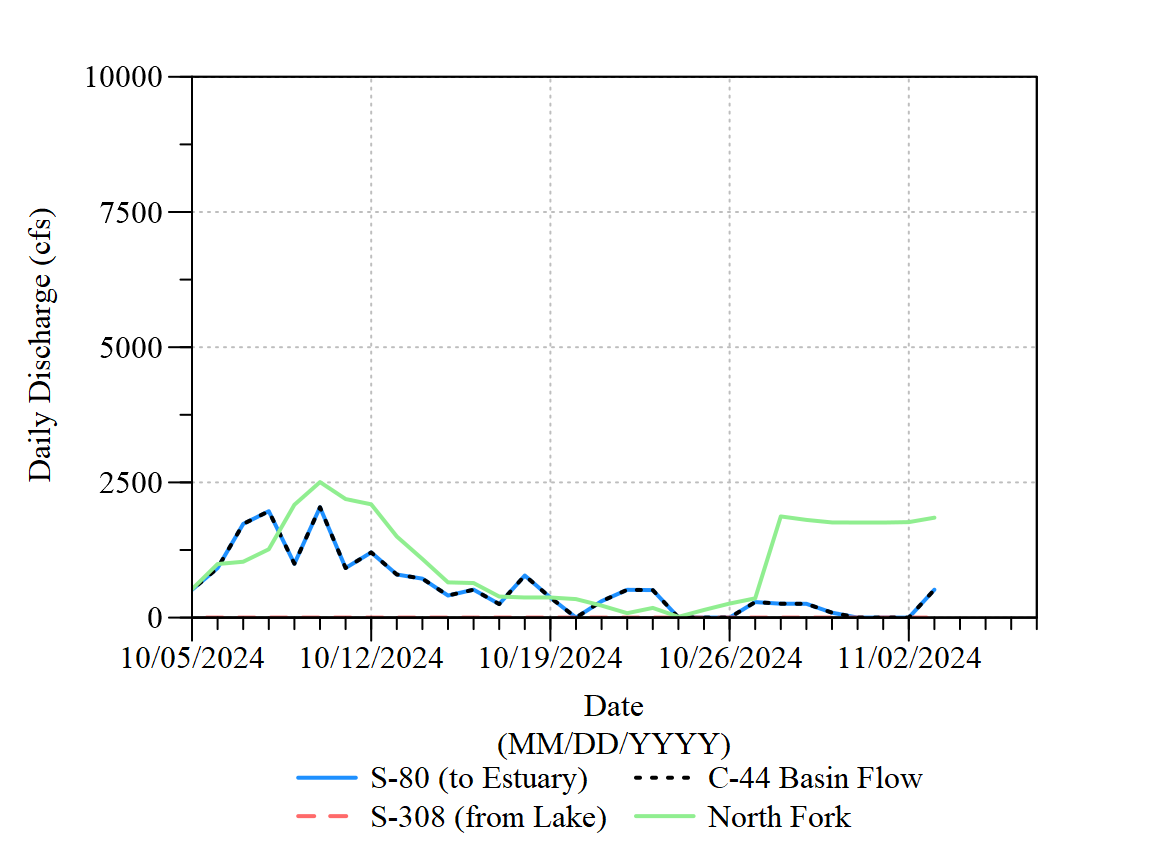 10000
7500
5000
2500
0
Daily Discharge (cfs)
10/05/2024 10/12/2024 10/19/2024 10/26/2024 11/02/2024
Date
(MM/DD/YYYY)
S-80 (to Estuary) C-44 Basin Flow
S-308 (from Lake) North Fork